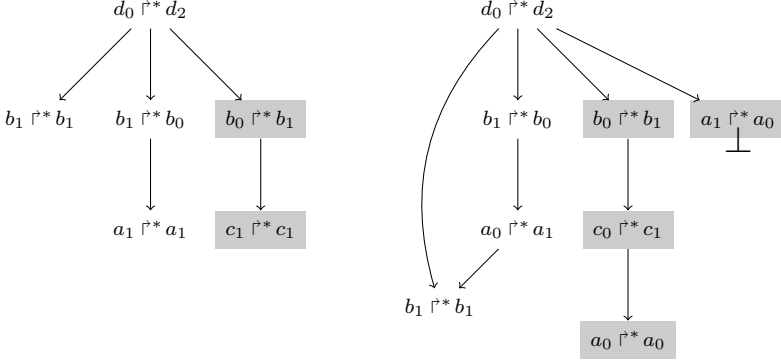 d₀ ↱* d₂ d₀ ↱* d₂
b₁ ↱* b₁ b₁ ↱* b₀ b₀ ↱* b₁ b₁ ↱* b₀ b₀ ↱* b₁ a₁ ↱* a₀
a₁ ↱* a₁ c₁ ↱* c₁ a₀ ↱* a₁ c₀ ↱* c₁
b₁ ↱* b₁
a₀ ↱* a₀